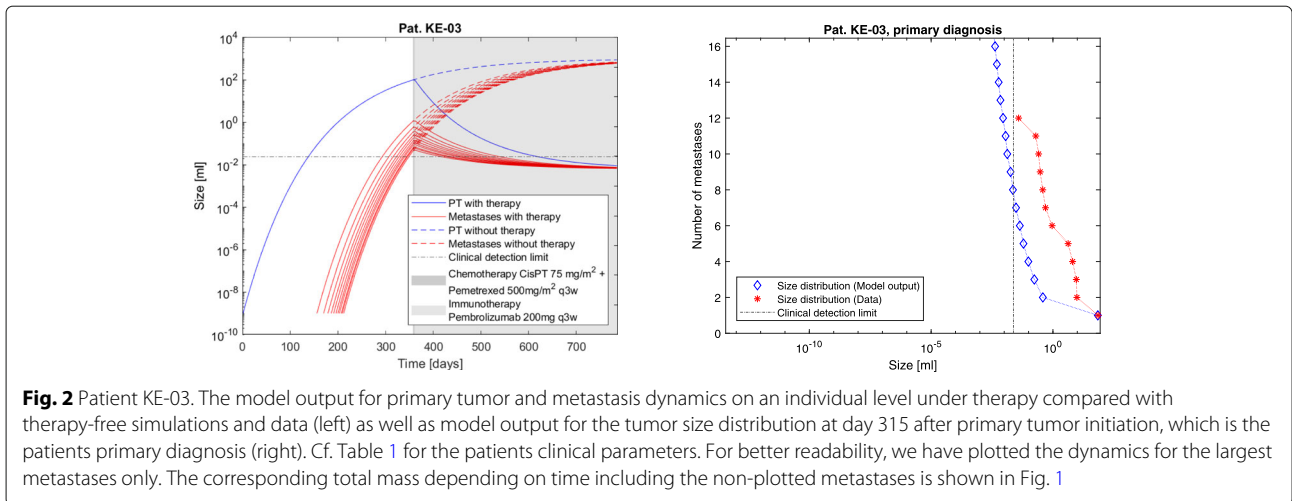 Pat. KE-03
Size [ml]
10^4
10^2
10^0
10^-2
10^-4
10^-6
10^-8
10^-10
0
100
200
300
400
500
600
700
Time [days]
PT with therapy
Metastases with therapy
PT without therapy
Metastases without therapy
Clinical detection limit
Chemotherapy CisPT 75 mg/m² +
Pemetrexed 500mg/m² q3w
Immunotherapy
Pembrolizumab 200mg q3w
Pat. KE-03, primary diagnosis
Number of metastases
16
14
12
10
8
6
4
2
0
10^-10
10^-5
10^0
Size [ml]
Size distribution (Model output)
Size distribution (Data)
Clinical detection limit
Fig. 2 Patient KE-03. The model output for primary tumor and metastasis dynamics on an individual level under therapy compared with
therapy-free simulations and data (left) as well as model output for the tumor size distribution at day 315 after primary tumor initiation, which is the
patients primary diagnosis (right). Cf. Table 1 for the patients clinical parameters. For better readability, we have plotted the dynamics for the largest
metastases only. The corresponding total mass depending on time including the non-plotted metastases is shown in Fig. 1